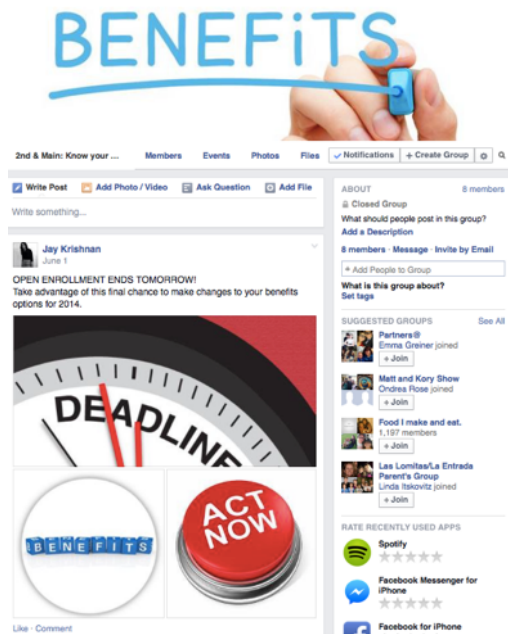 BENEFiTS
2nd & Main: Know your ...
Members
Events
Photos
Files
Notifications
+ Create Group
Write Post
Add Photo / Video
Ask Question
Add File
Write something...
Jay Krishnan
June 1
OPEN ENROLLMENT ENDS TOMORROW!
Take advantage of this final chance to make changes to your benefits
options for 2014.
DEADLINE
BENEFITS
ACT
NOW
Like · Comment
ABOUT
8 members
Closed Group
What should people post in this group?
Add a Description
8 members · Message · Invite by Email
+ Add People to Group
What is this group about?
Set tags
SUGGESTED GROUPS
See All
Partners®
Emma Greiner joined
+ Join
Matt and Kory Show
Ondrea Rose joined
+ Join
Food I make and eat.
1,197 members
+ Join
Las Lomitas/La Entrada
Parent's Group
Linda Itskovitz joined
+ Join
RATE RECENTLY USED APPS
Spotify
Facebook Messenger for
iPhone
Facebook for iPhone